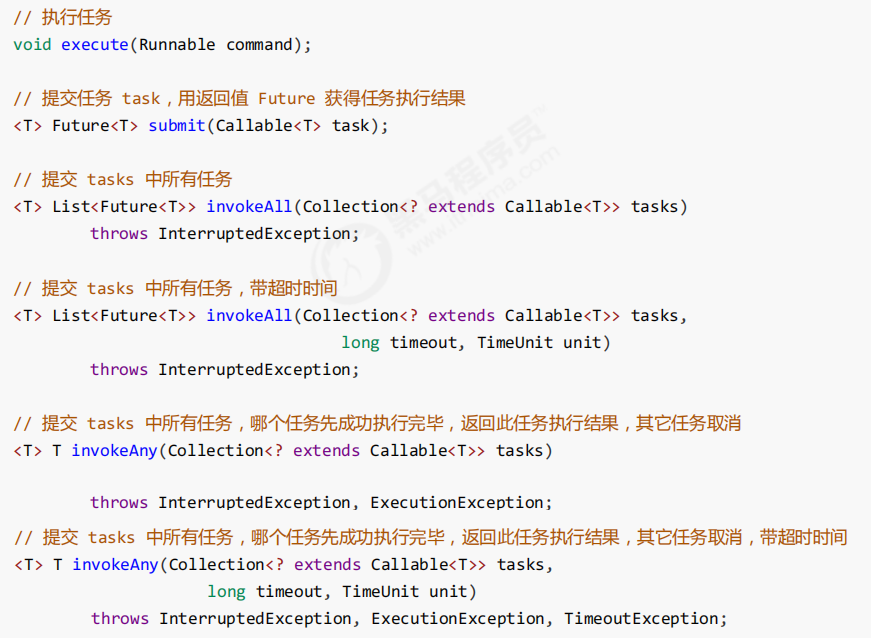 // 执行任务
void execute(Runnable command);
// 提交任务 task，用返回值 Future 获得任务执行结果
<T> Future<T> submit(Callable<T> task);
// 提交 tasks 中所有任务
<T> List<Future<T>> invokeAll(Collection<? extends Callable<T>> tasks)
throws InterruptedException;
// 提交 tasks 中所有任务，带超时时间
<T> List<Future<T>> invokeAll(Collection<? extends Callable<T>> tasks,
long timeout, TimeUnit unit)
throws InterruptedException;
// 提交 tasks 中所有任务，哪个任务先成功执行完毕，返回此任务执行结果，其它任务取消
<T> T invokeAny(Collection<? extends Callable<T>> tasks)
throws InterruptedException, ExecutionException;
// 提交 tasks 中所有任务，哪个任务先成功执行完毕，返回此任务执行结果，其它任务取消，带超时时间
<T> T invokeAny(Collection<? extends Callable<T>> tasks,
long timeout, TimeUnit unit)
throws InterruptedException, ExecutionException, TimeoutException;
黑马程序员